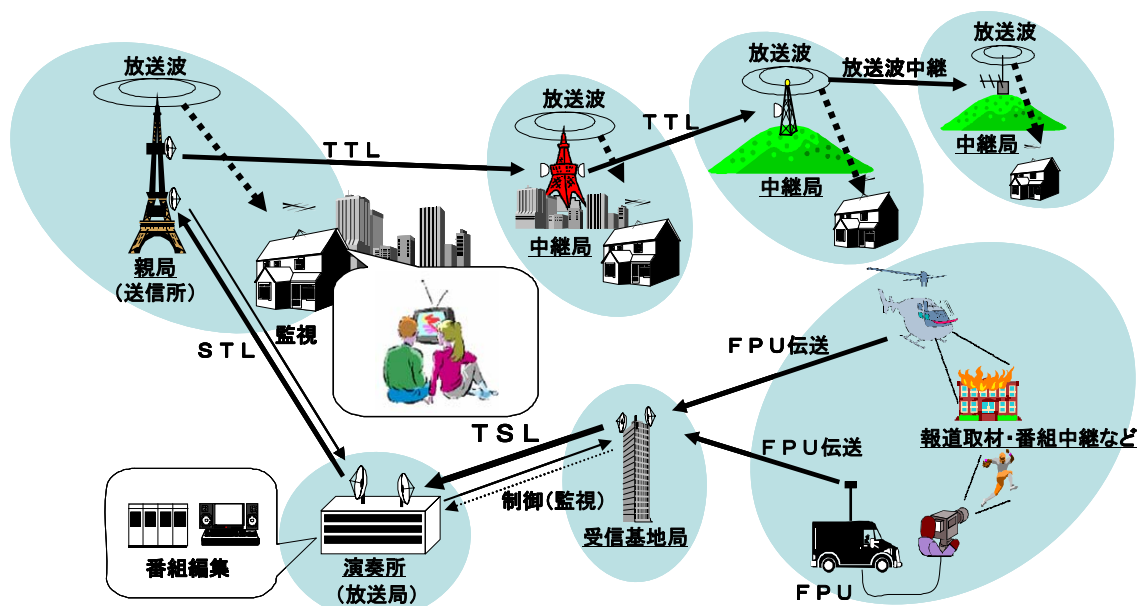 放送波
放送波
放送波
放送波
放送波中継
TTL
TTL
中継局
中継局
中継局
親局
(送信所)
監視
STL
FPU伝送
TSL
FPU伝送
報道取材・番組中継など
制御(監視)
受信基地局
番組編集
演奏所
(放送局)
FPU